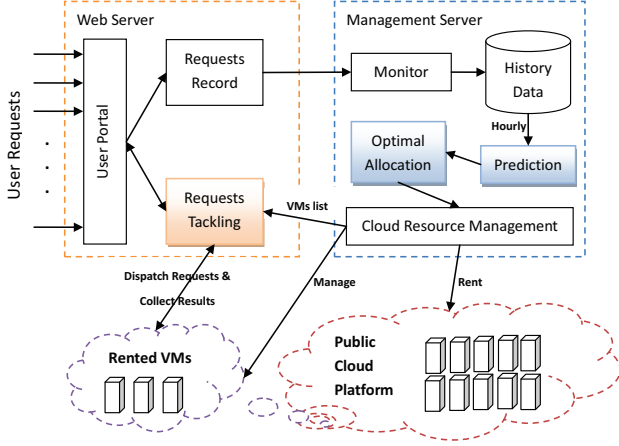 Web Server
Management Server
User Requests
User Portal
Requests
Record
Monitor
History
Data
Hourly
Optimal
Allocation
Prediction
Requests
Tackling
VMs list
Cloud Resource Management
Dispatch Requests &
Collect Results
Manage
Rent
Rented VMs
Public
Cloud
Platform